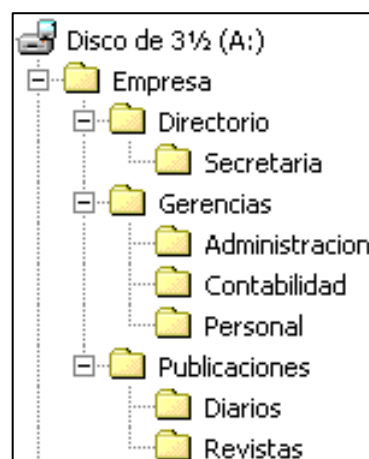 Disco de 3½ (A:)
Empresa
Directorio
Secretaria
Gerencias
Administracion
Contabilidad
Personal
Publicaciones
Diarios
Revistas